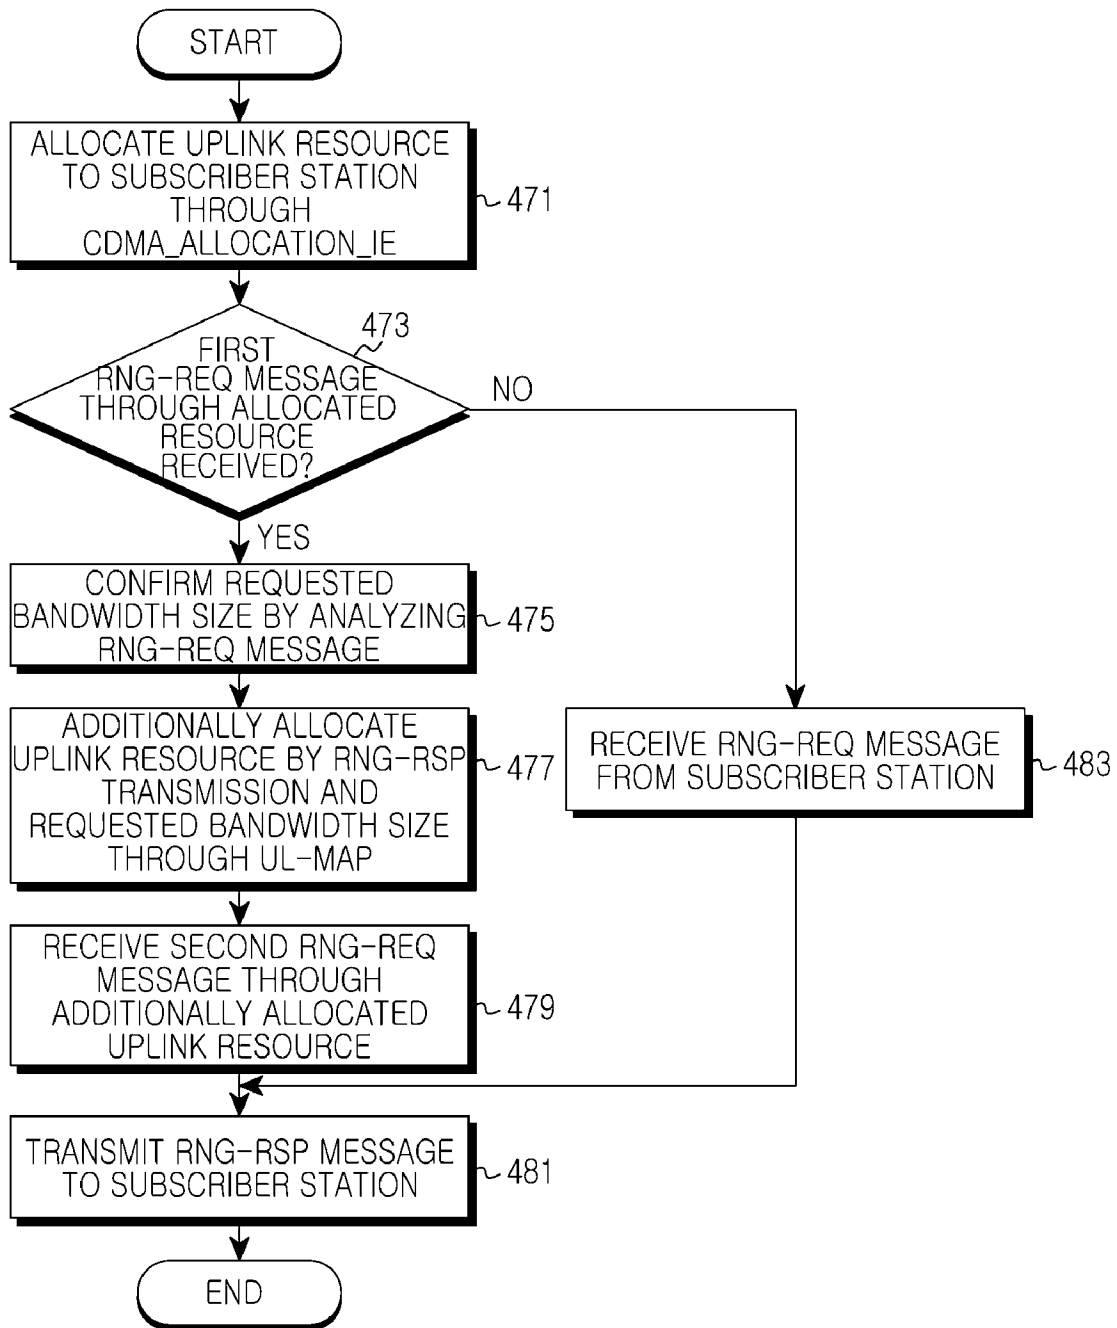 START
ALLOCATE UPLINK RESOURCE
TO SUBSCRIBER STATION
THROUGH
CDMA_ALLOCATION_IE
471
473
FIRST
RNG-REQ MESSAGE
THROUGH ALLOCATED
RESOURCE
RECEIVED?
NO
YES
CONFIRM REQUESTED
BANDWIDTH SIZE BY ANALYZING
RNG-REQ MESSAGE
475
ADDITIONALLY ALLOCATE
UPLINK RESOURCE BY RNG-RSP
TRANSMISSION AND
REQUESTED BANDWIDTH SIZE
THROUGH UL-MAP
477
RECEIVE RNG-REQ MESSAGE
FROM SUBSCRIBER STATION
483
RECEIVE SECOND RNG-REQ
MESSAGE THROUGH
ADDITIONALLY ALLOCATED
UPLINK RESOURCE
479
TRANSMIT RNG-RSP MESSAGE
TO SUBSCRIBER STATION
481
END